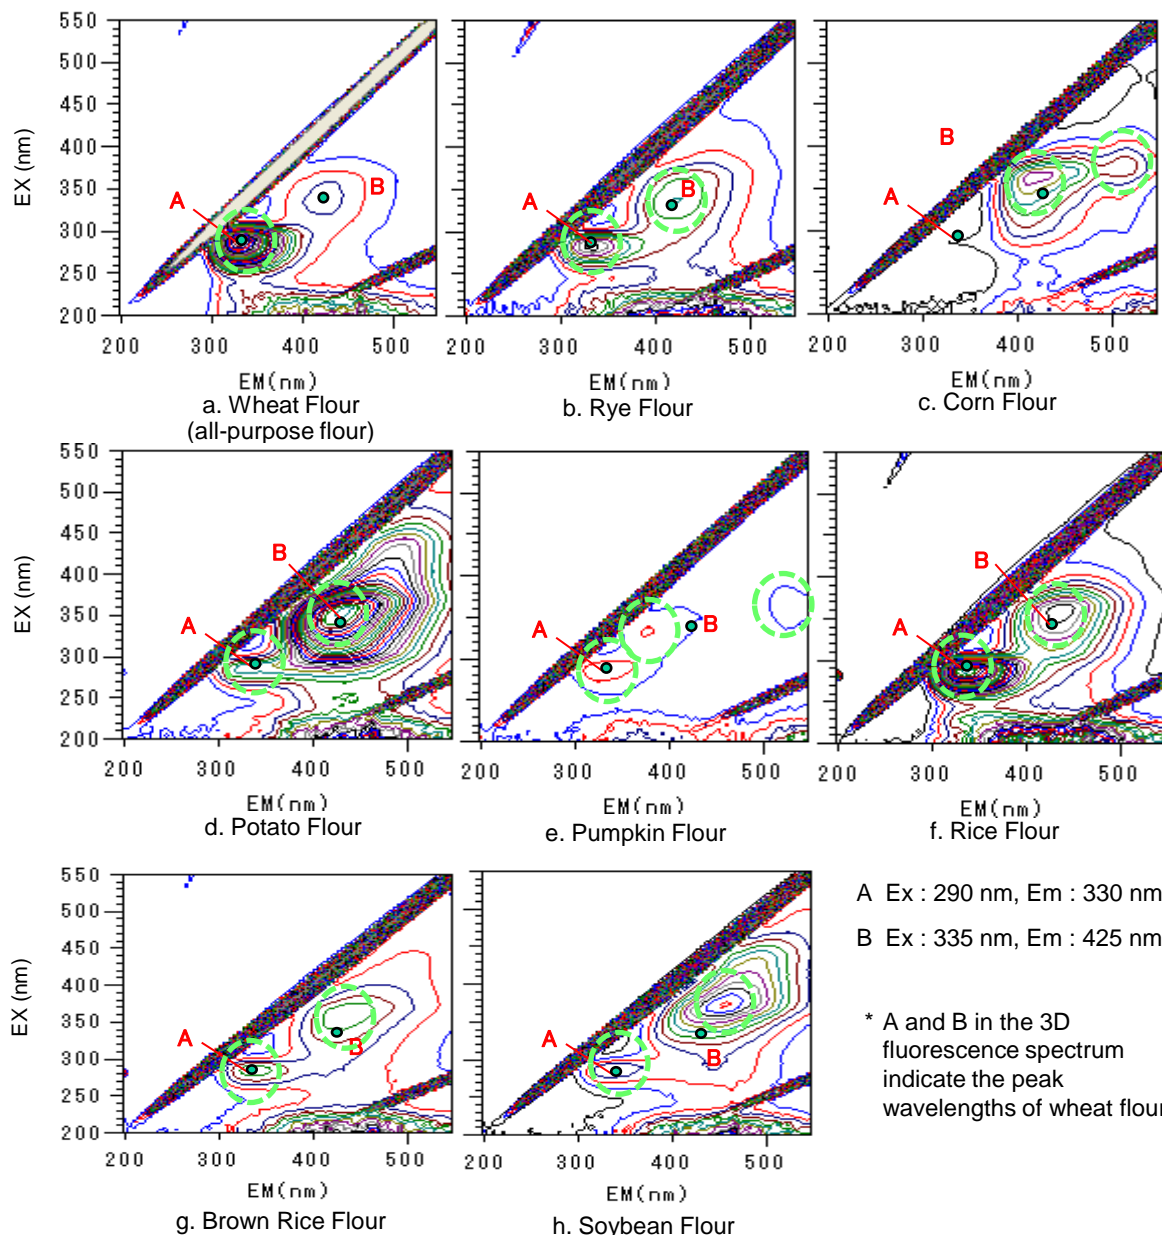 550
500
450
400
350
300
250
200
EX (nm)
A
B
A
B
A
B
200 300 400 500
200 300 400 500
200 300 400 500
EM(nm)
EM(nm)
EM(nm)
a. Wheat Flour
(all-purpose flour)
b. Rye Flour
c. Corn Flour
550
500
450
400
350
300
250
200
EX (nm)
A
B
A
B
A
B
200 300 400 500
200 300 400 500
200 300 400 500
EM(nm)
EM(nm)
EM(nm)
d. Potato Flour
e. Pumpkin Flour
f. Rice Flour
550
500
450
400
350
300
250
200
EX (nm)
A
B
A
B
200 300 400 500
200 300 400 500
EM(nm)
EM(nm)
g. Brown Rice Flour
h. Soybean Flour
A Ex : 290 nm, Em : 330 nm
B Ex : 335 nm, Em : 425 nm
* A and B in the 3D
fluorescence spectrum
indicate the peak
wavelengths of wheat flour